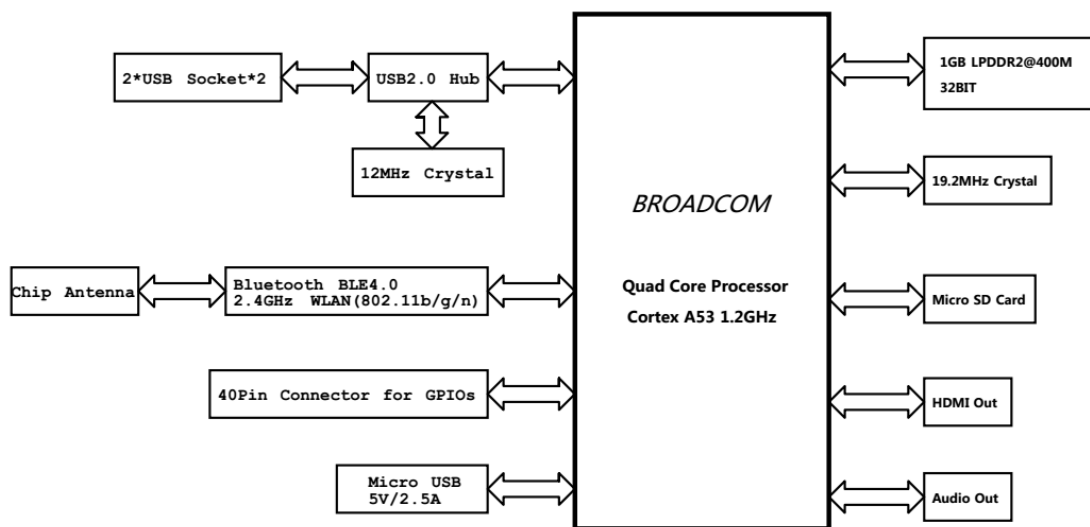 2*USB Socket*2
USB2.0 Hub
12MHz Crystal
Chip Antenna
Bluetooth BLE4.0
2.4GHz WLAN(802.11b/g/n)
40Pin Connector for GPIOs
Micro USB
5V/2.5A
BROADCOM
Quad Core Processor
Cortex A53 1.2GHz
1GB LPDDR2@400M
32BIT
19.2MHz Crystal
Micro SD Card
HDMI Out
Audio Out